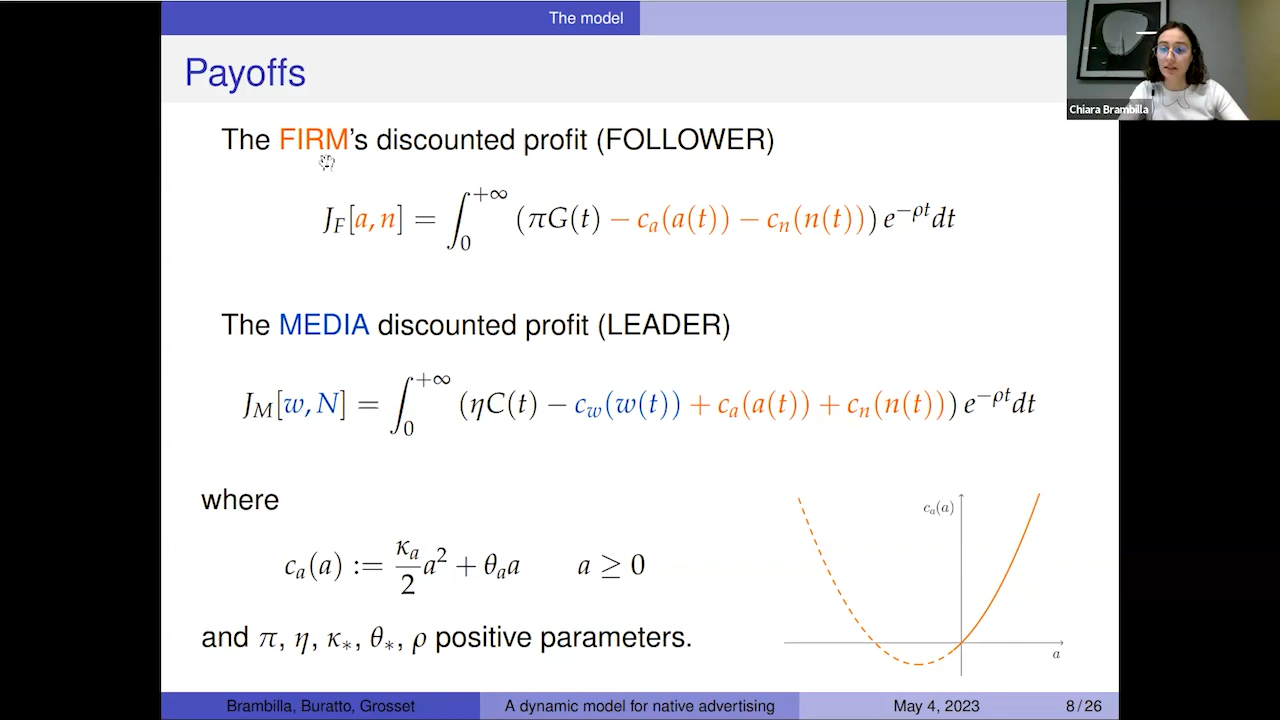 The model
Payoffs
Chiara Brambilla
The FIRM's discounted profit (FOLLOWER)
J_F[a, n] = ∫_0^{+∞} (πG(t) − c_a(a(t)) − c_n(n(t))) e^{−ρt} dt
The MEDIA discounted profit (LEADER)
J_M[w, N] = ∫_0^{+∞} (ηC(t) − c_w(w(t)) + c_a(a(t)) + c_n(n(t))) e^{−ρt} dt
where
c_a(a) := κ_a/2 a² + θ_a a   a ≥ 0
c_a(a)
a
and π, η, κ_*, θ_*, ρ positive parameters.
Brambilla, Buratto, Grosset   A dynamic model for native advertising   May 4, 2023   8 / 26